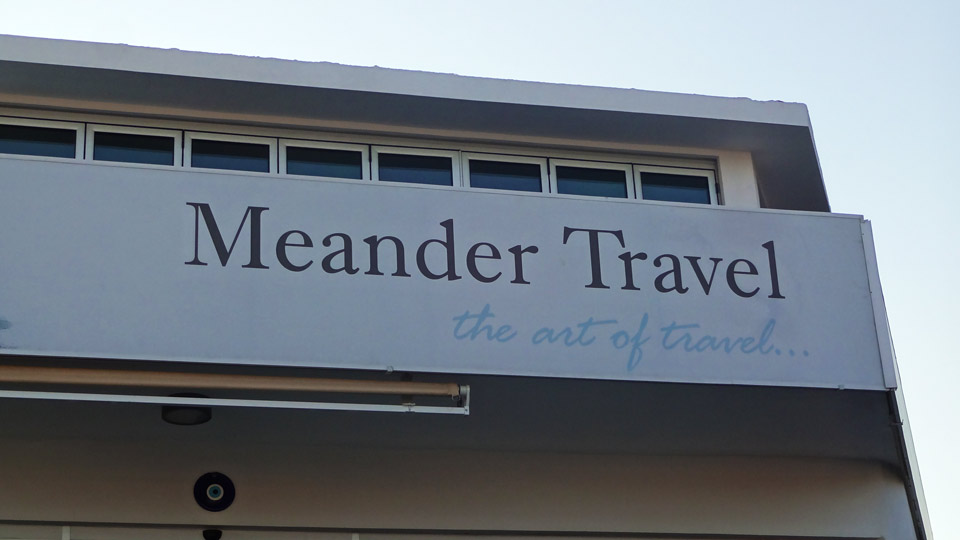 Meander Travel
the art of travel...